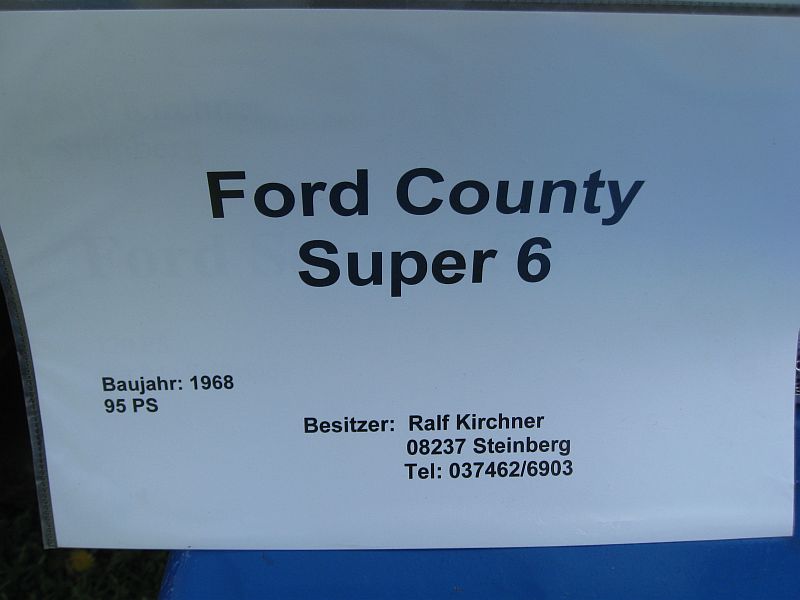 Ford County
Super 6
Baujahr: 1968
95 PS
Besitzer: Ralf Kirchner
08237 Steinberg
Tel: 037462/6903